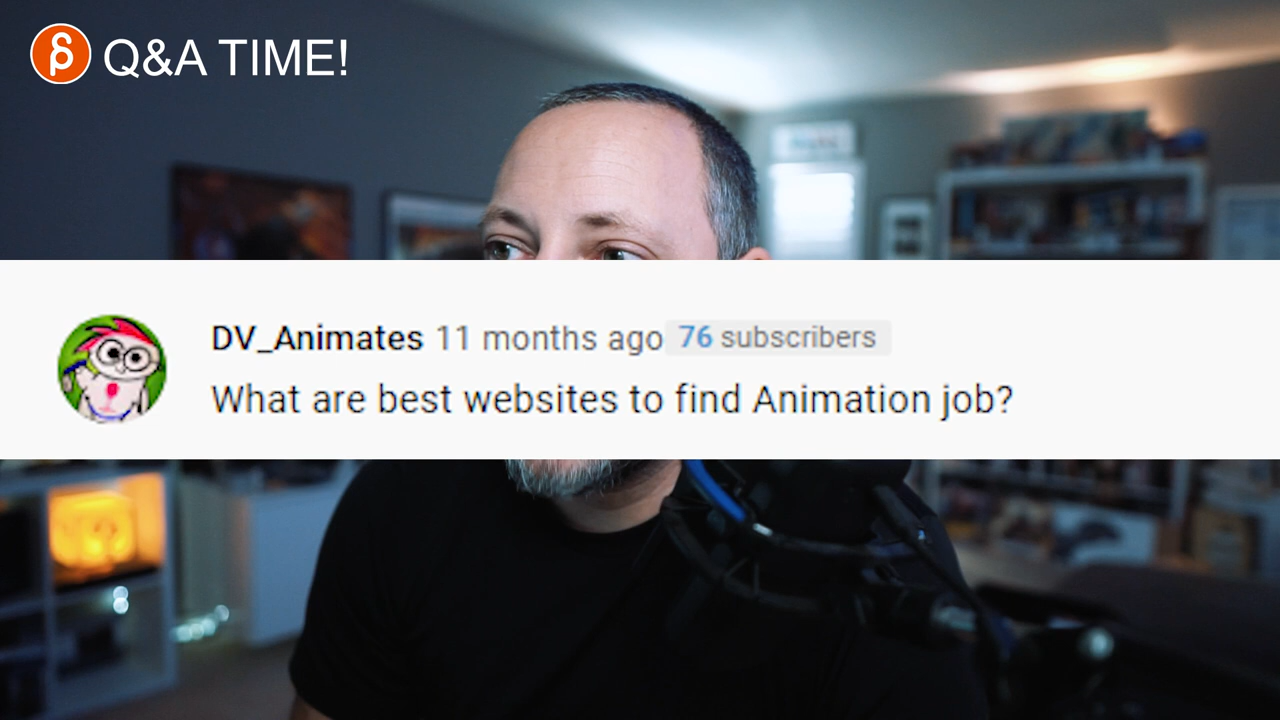 Q&A TIME!
DV_Animates 11 months ago 76 subscribers
What are best websites to find Animation job?